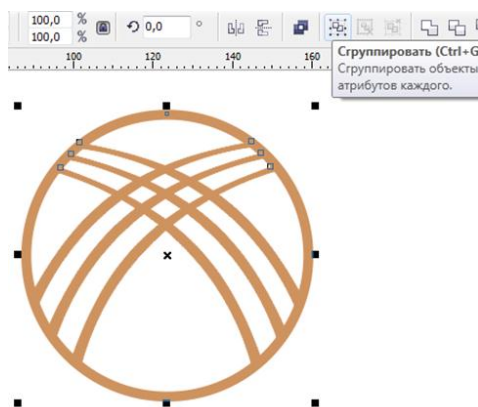 100,0 %
100,0 %
0,0 °
100 120 140 160
Сгруппировать (Ctrl+G
Сгруппировать объекты
атрибутов каждого.